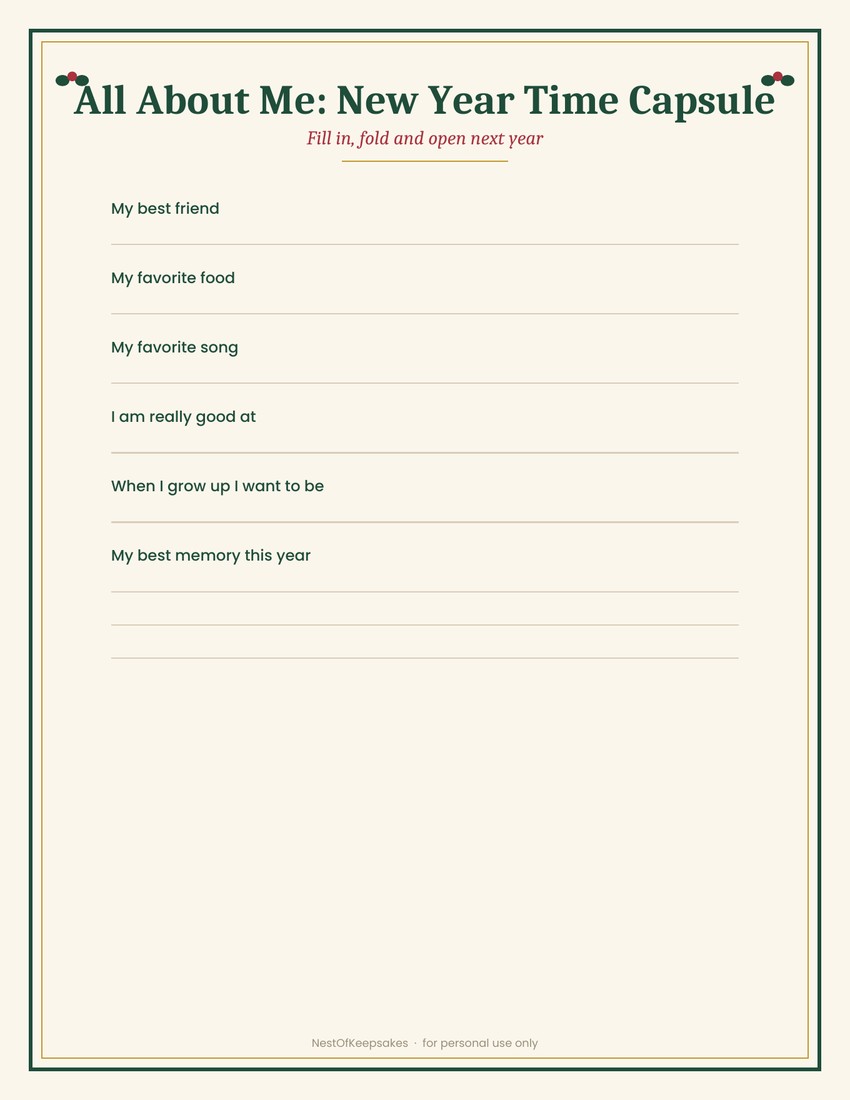 All About Me: New Year Time Capsule
Fill in, fold and open next year
My best friend
My favorite food
My favorite song
I am really good at
When I grow up I want to be
My best memory this year
NestOfKeepsakes · for personal use only